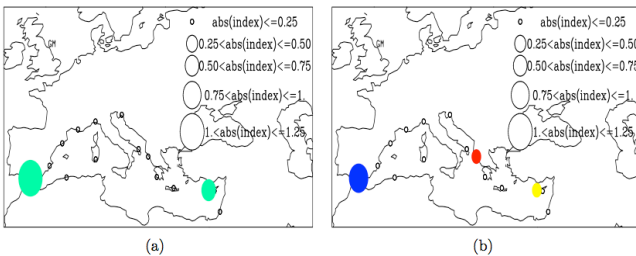 abs(index)<=0.25
GM
0.25<abs(index)<=0.50
0.50<abs(index)<=0.75
0.75<abs(index)<=1.
1.<abs(index)<=1.25
(a)
abs(index)<=0.25
GM
0.25<abs(index)<=0.50
0.50<abs(index)<=0.75
0.75<abs(index)<=1.
1.<abs(index)<=1.25
(b)